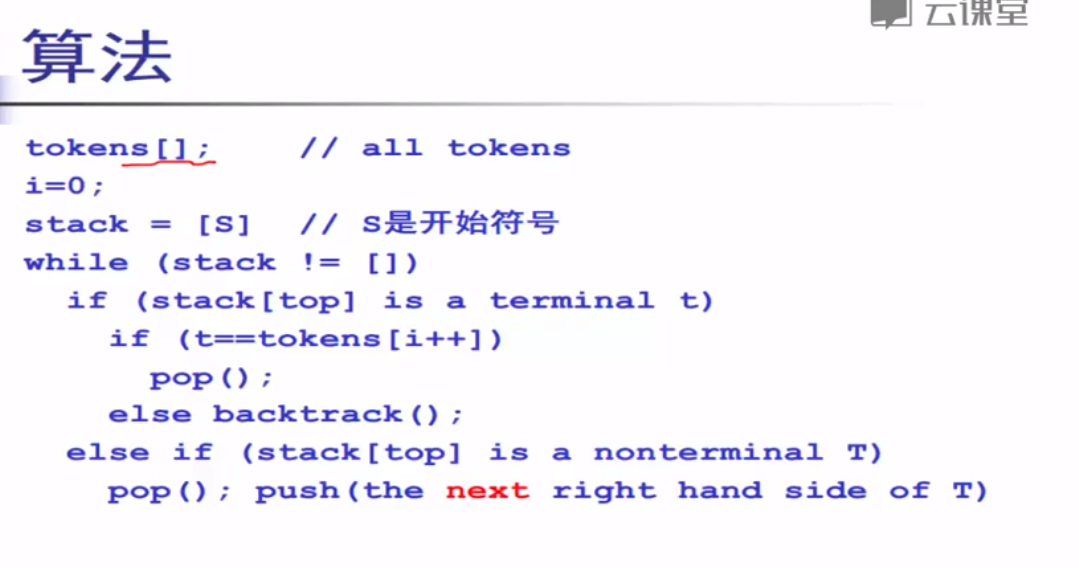 云课堂
算法
tokens[];    // all tokens
i=0;
stack = [S]  // S是开始符号
while (stack != [])
  if (stack[top] is a terminal t)
    if (t==tokens[i++])
      pop();
    else backtrack();
  else if (stack[top] is a nonterminal T)
    pop(); push(the next right hand side of T)